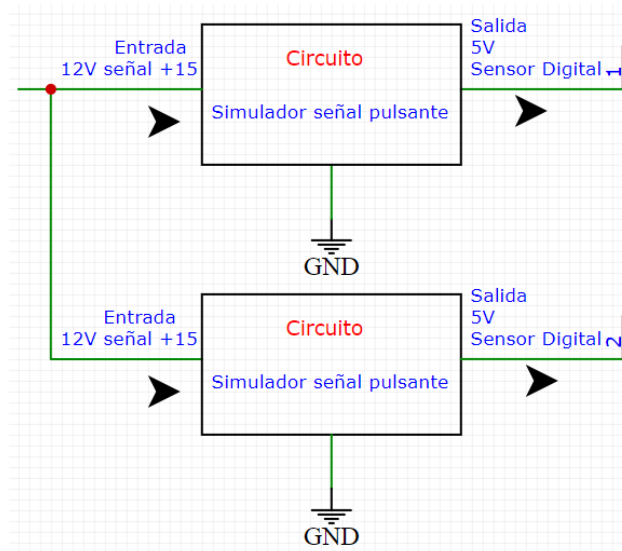 Entrada
12V señal +15
Circuito
Simulador señal pulsante
Salida
5V
Sensor Digital
1
GND
Entrada
12V señal +15
Circuito
Simulador señal pulsante
Salida
5V
Sensor Digital
2
GND